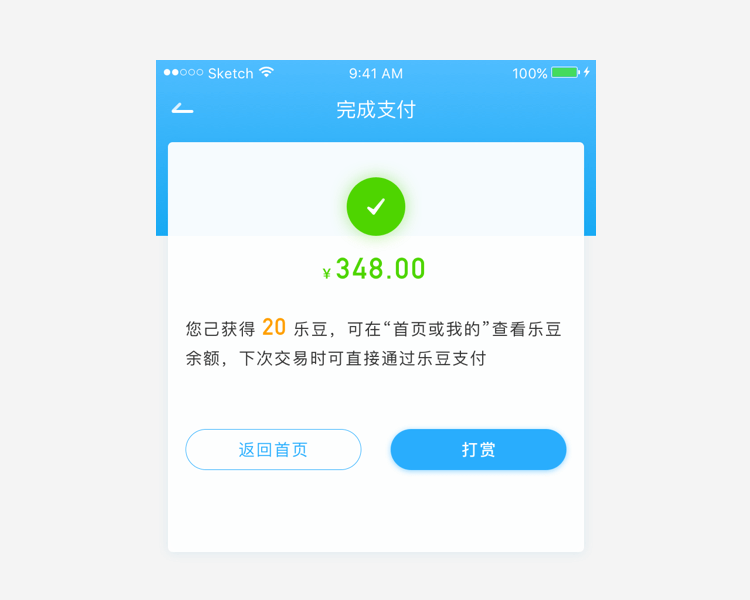 Sketch 9:41 AM 100%
完成支付
¥348.00
您己获得 20 乐豆，可在“首页或我的”查看乐豆
余额，下次交易时可直接通过乐豆支付
返回首页 打赏